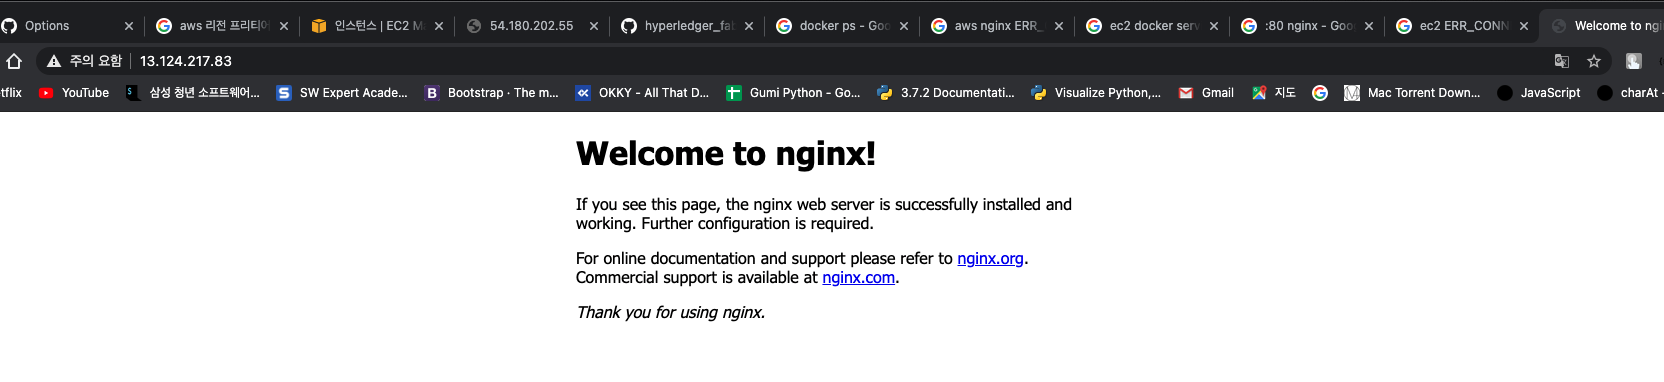 Options
aws 리전 프리티어
인스턴스 | EC2 M
54.180.202.55
hyperledger_fab
docker ps - Goo
aws nginx ERR_
ec2 docker serv
:80 nginx - Goo
ec2 ERR_CONN
Welcome to ngi
주의 요함
13.124.217.83
tflix
YouTube
삼성 청년 소프트웨어...
SW Expert Acade...
Bootstrap · The m...
OKKY - All That D...
Gumi Python - Go...
3.7.2 Documentati...
Visualize Python,...
Gmail
지도
Mac Torrent Down...
JavaScript
charAt -
Welcome to nginx!
If you see this page, the nginx web server is successfully installed and
working. Further configuration is required.
For online documentation and support please refer to nginx.org.
Commercial support is available at nginx.com.
Thank you for using nginx.